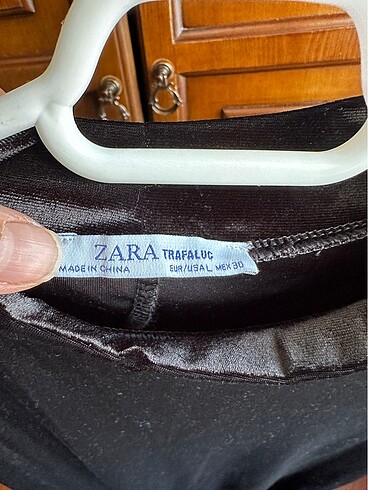 ZARA TRAFALUC
MADE IN CHINA EUR/USA L, MEX 30